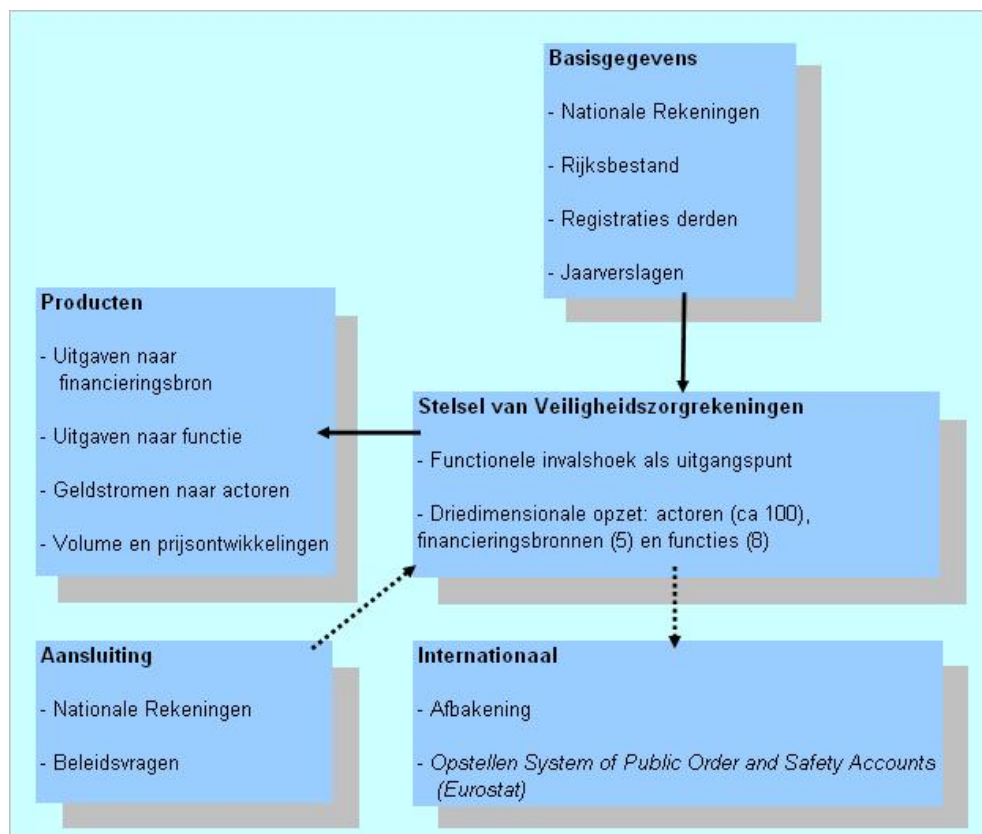 Basisgegevens
- Nationale Rekeningen
- Rijksbestand
- Registraties derden
- Jaarverslagen
Producten
- Uitgaven naar
financieringsbron
- Uitgaven naar functie
- Geldstromen naar actoren
- Volume en prijsontwikkelingen
Stelsel van Veiligheidszorgrekeningen
- Functionele invalshoek als uitgangspunt
- Driedimensionale opzet: actoren (ca 100),
financieringsbronnen (5) en functies (8)
Aansluiting
- Nationale Rekeningen
- Beleidsvragen
Internationaal
- Afbakening
- Opstellen System of Public Order and Safety Accounts
(Eurostat)